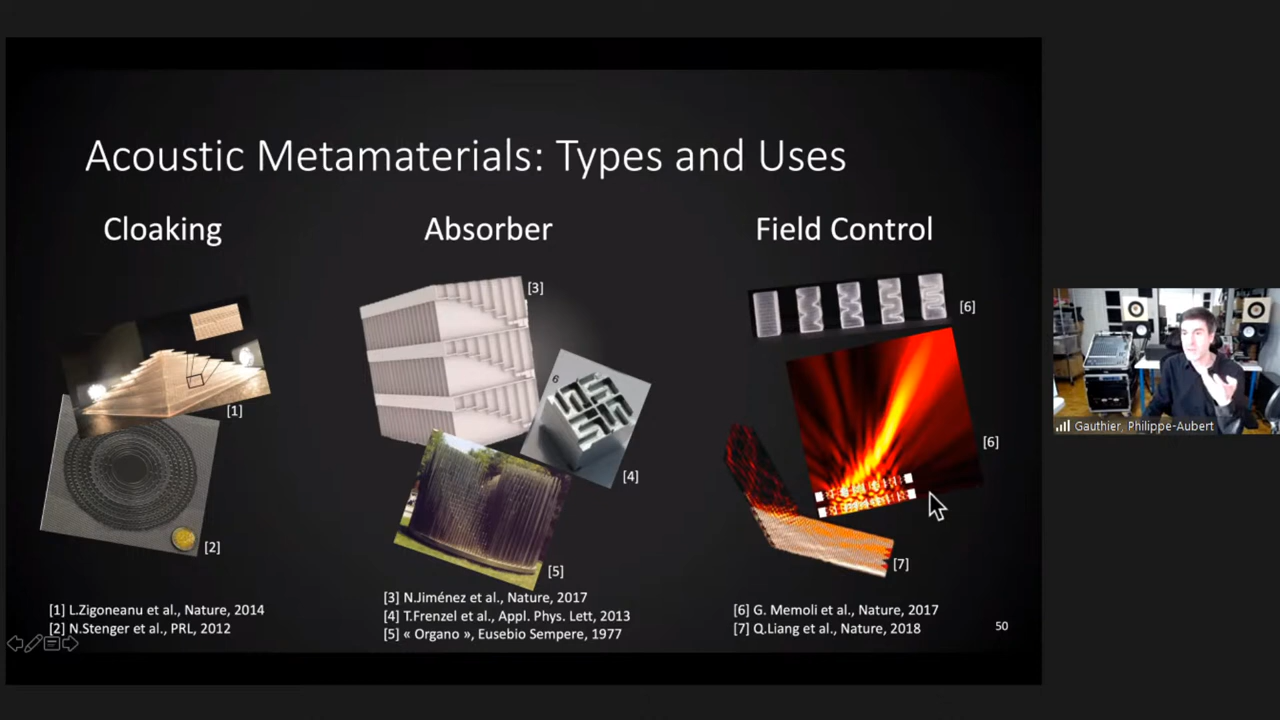 Acoustic Metamaterials: Types and Uses
Cloaking
Absorber
Field Control
[1]
[2]
[3]
6
[4]
[5]
[6]
[6]
[7]
[1] L.Zigoneanu et al., Nature, 2014
[2] N.Stenger et al., PRL, 2012
[3] N.Jiménez et al., Nature, 2017
[4] T.Frenzel et al., Appl. Phys. Lett, 2013
[5] « Organo », Eusebio Sempere, 1977
[6] G. Memoli et al., Nature, 2017
[7] Q.Liang et al., Nature, 2018
50
Gauthier, Philippe-Aubert